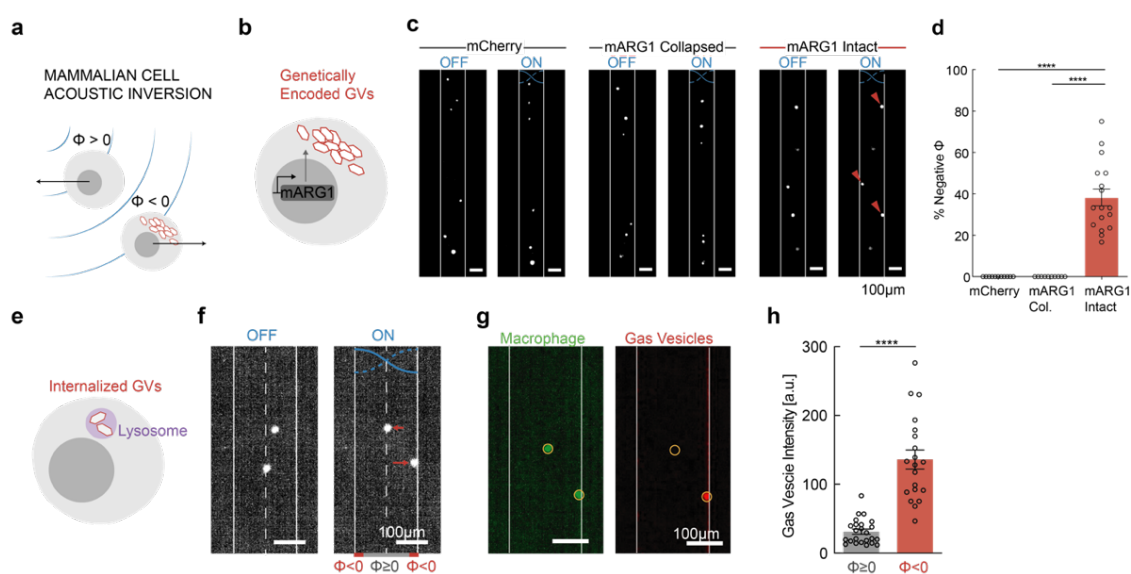 a
MAMMALIAN CELL
ACOUSTIC INVERSION
Φ > 0
Φ < 0
b
Genetically
Encoded GVs
mARG1
c
mCherry
mARG1 Collapsed
mARG1 Intact
OFF
ON
OFF
ON
OFF
ON
100μm
d
****
****
100
80
60
40
20
0
% Negative Φ
mCherry
mARG1
Col.
mARG1
Intact
e
Internalized GVs
Lysosome
f
OFF
ON
100μm
Φ<0
Φ≥0
Φ<0
g
Macrophage
Gas Vesicles
100μm
h
****
300
200
100
0
Gas Vescie Intensity [a.u.]
Φ≥0
Φ<0